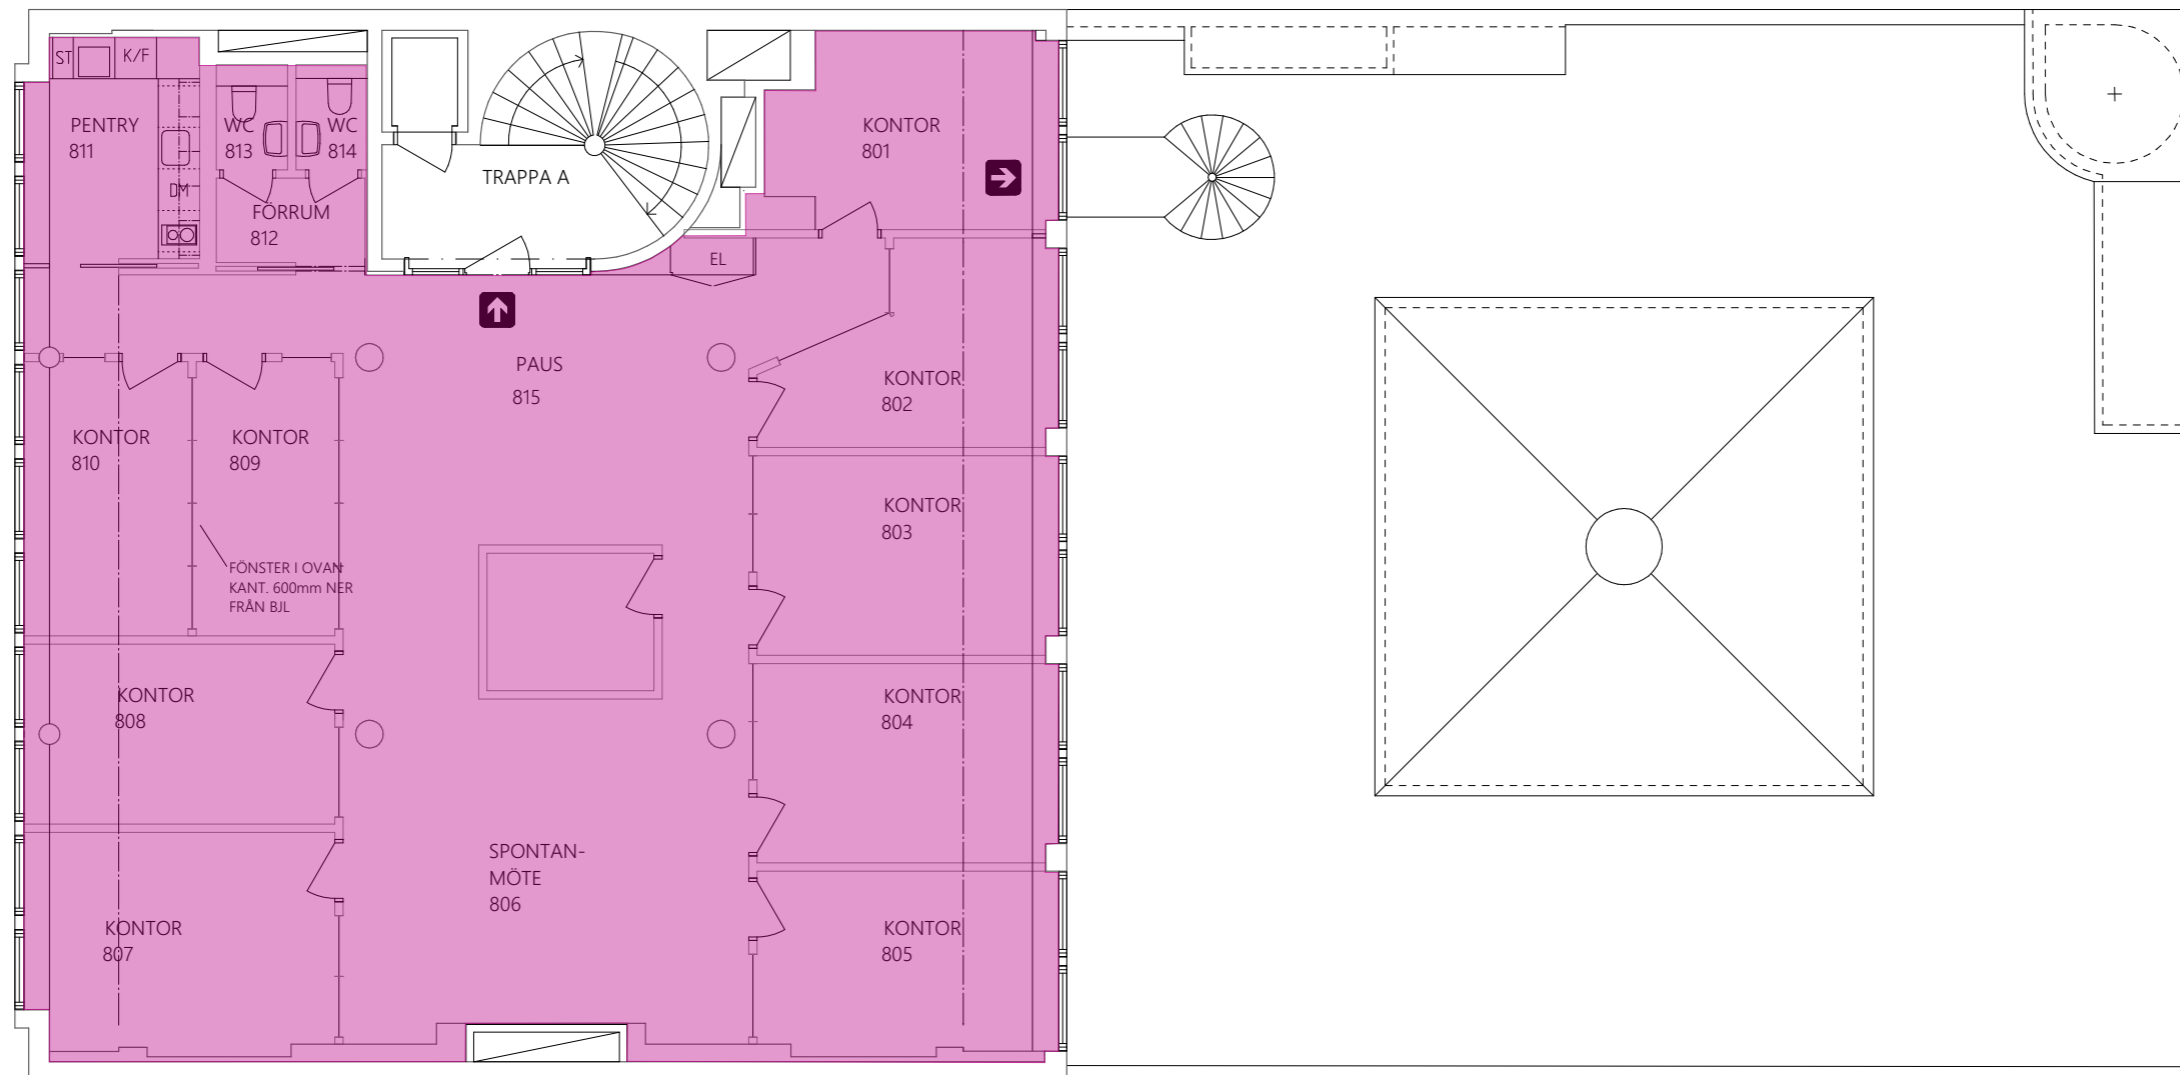 ST
K/F
PENTRY
811
WC
813
WC
814
DM
FÖRRUM
812
TRAPPA A
KONTOR
801
EL
PAUS
815
KONTOR
802
KONTOR
810
KONTOR
809
KONTOR
803
FÖNSTER I OVAN
KANT. 600mm NER
FRÅN BJL
KONTOR
808
KONTOR
804
SPONTAN-
MÖTE
806
KONTOR
807
KONTOR
805